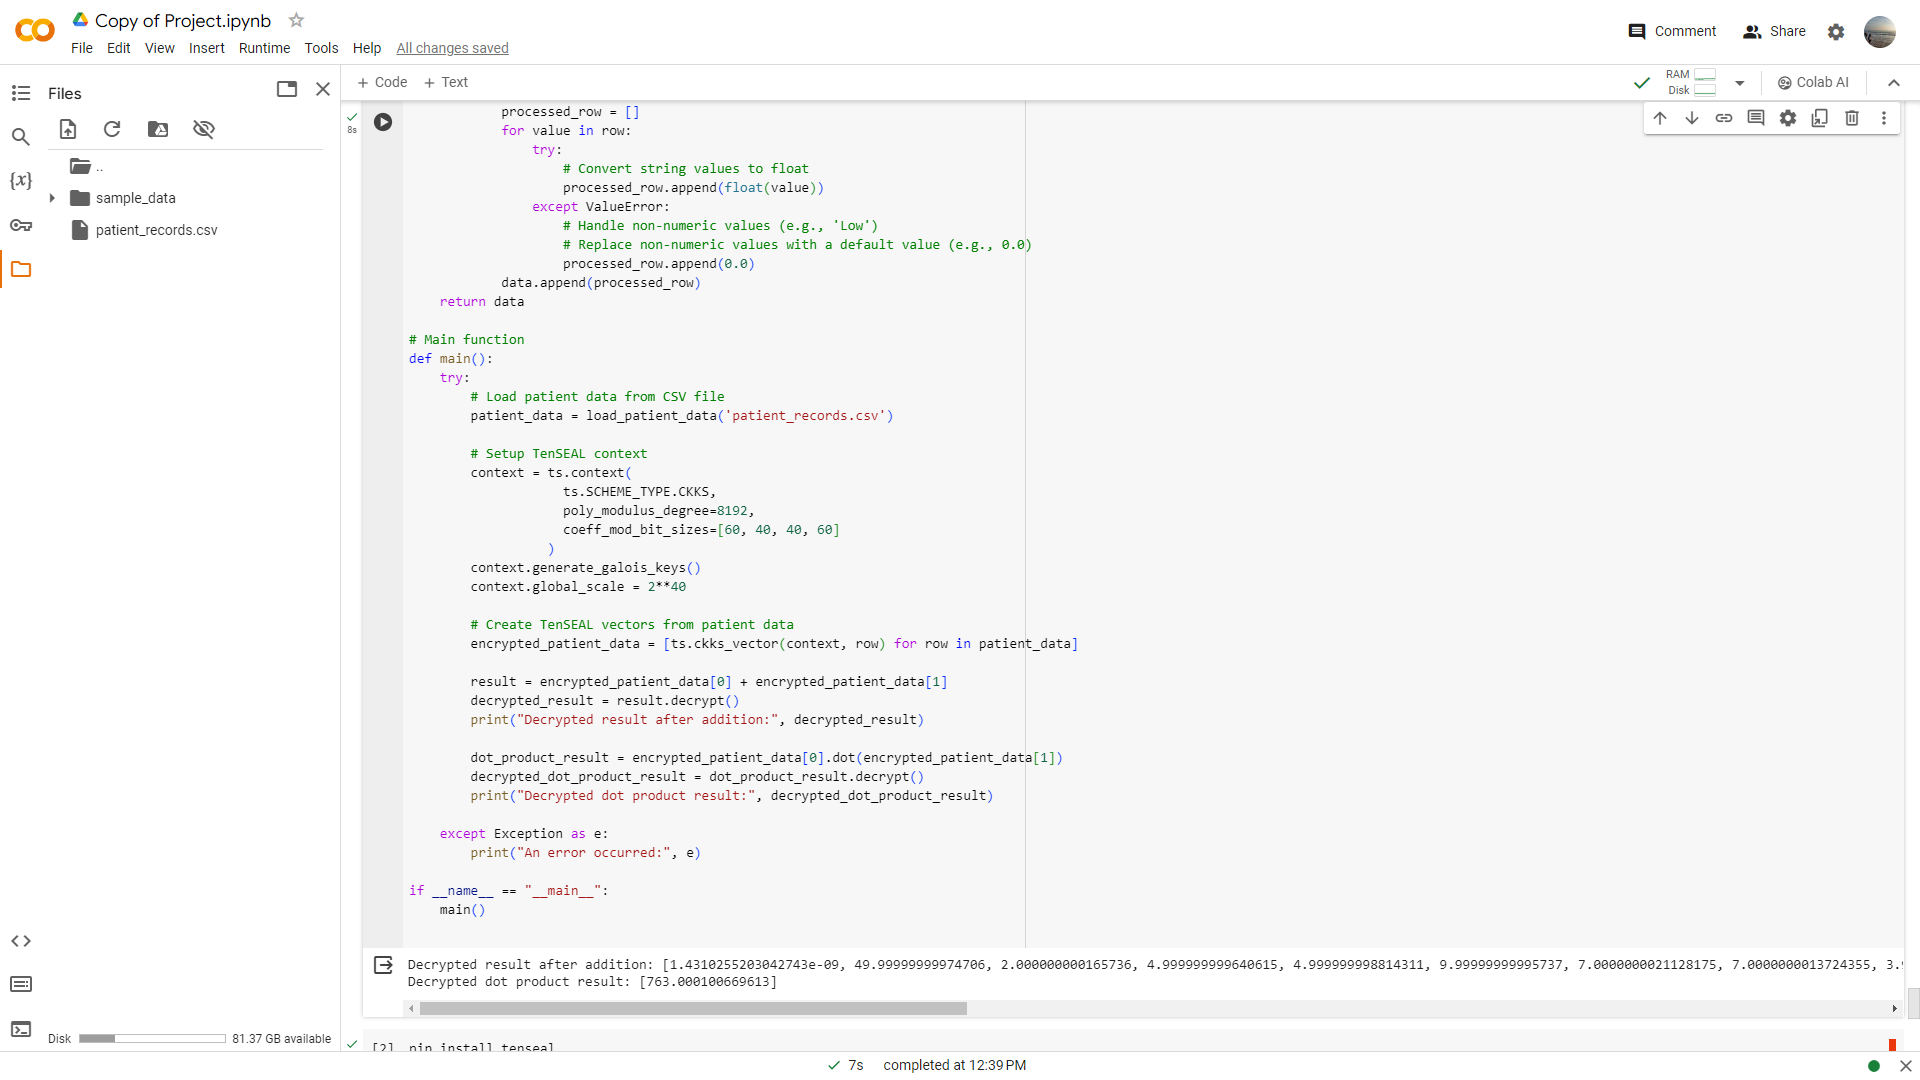 Copy of Project.ipynb
File Edit View Insert Runtime Tools Help All changes saved
Comment Share
Files
+ Code + Text
RAM
Disk
Colab AI
..
sample_data
patient_records.csv
8s
            processed_row = []
            for value in row:
                try:
                    # Convert string values to float
                    processed_row.append(float(value))
                except ValueError:
                    # Handle non-numeric values (e.g., 'Low')
                    # Replace non-numeric values with a default value (e.g., 0.0)
                    processed_row.append(0.0)
            data.append(processed_row)
    return data
# Main function
def main():
    try:
        # Load patient data from CSV file
        patient_data = load_patient_data('patient_records.csv')
        # Setup TenSEAL context
        context = ts.context(
                    ts.SCHEME_TYPE.CKKS,
                    poly_modulus_degree=8192,
                    coeff_mod_bit_sizes=[60, 40, 40, 60]
                  )
        context.generate_galois_keys()
        context.global_scale = 2**40
        # Create TenSEAL vectors from patient data
        encrypted_patient_data = [ts.ckks_vector(context, row) for row in patient_data]
        result = encrypted_patient_data[0] + encrypted_patient_data[1]
        decrypted_result = result.decrypt()
        print("Decrypted result after addition:", decrypted_result)
        dot_product_result = encrypted_patient_data[0].dot(encrypted_patient_data[1])
        decrypted_dot_product_result = dot_product_result.decrypt()
        print("Decrypted dot product result:", decrypted_dot_product_result)
    except Exception as e:
        print("An error occurred:", e)
if __name__ == "__main__":
    main()
Decrypted result after addition: [1.4310255203042743e-09, 49.99999999974706, 2.000000000165736, 4.999999999640615, 4.999999998814311, 9.99999999995737, 7.0000000021128175, 7.0000000013724355, 3.9
Decrypted dot product result: [763.000100669613]
Disk 81.37 GB available
[2] pip install tenseal
7s completed at 12:39 PM